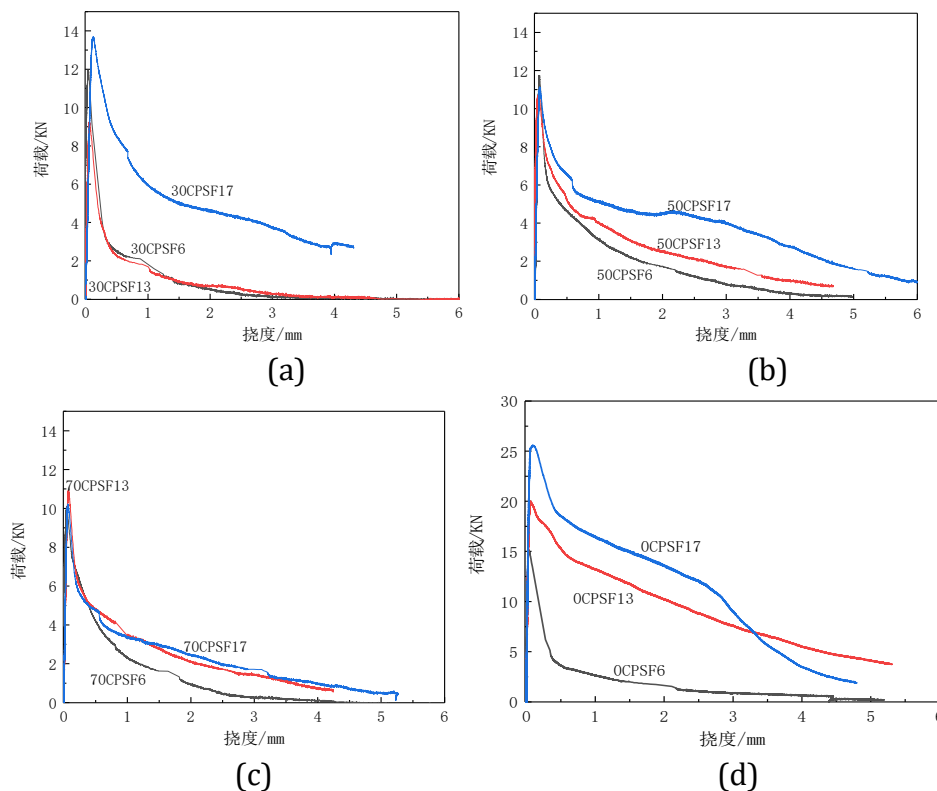 荷载/KN
14
12
10
8
6
4
2
0
30CPSF17
30CPSF6
30CPSF13
0 1 2 3 4 5 6
挠度/mm
(a)
荷载/KN
14
12
10
8
6
4
2
0
50CPSF17
50CPSF13
50CPSF6
0 1 2 3 4 5 6
挠度/mm
(b)
荷载/KN
14
12
10
8
6
4
2
0
70CPSF13
70CPSF17
70CPSF6
0 1 2 3 4 5 6
挠度/mm
(c)
荷载/KN
30
25
20
15
10
5
0
0CPSF17
0CPSF13
0CPSF6
0 1 2 3 4 5 6
挠度/mm
(d)